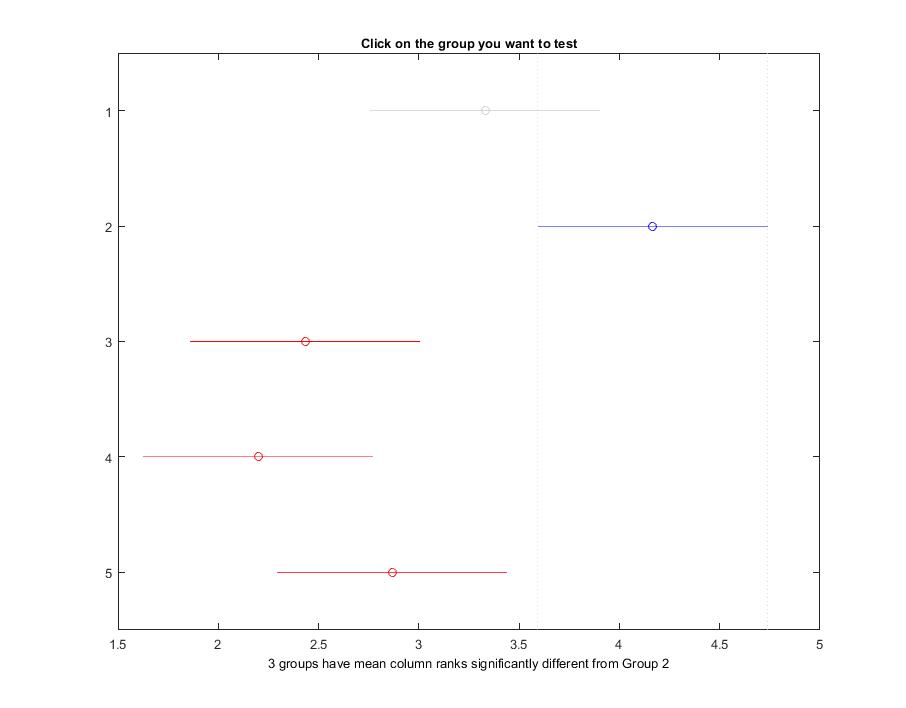 Click on the group you want to test
1
2
3
4
5
1.5 2 2.5 3 3.5 4 4.5 5
3 groups have mean column ranks significantly different from Group 2